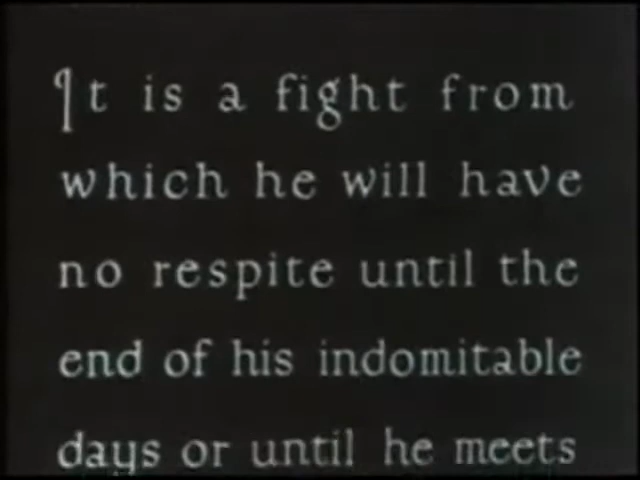 It is a fight from
which he will have
no respite until the
end of his indomitable
days or until he meets